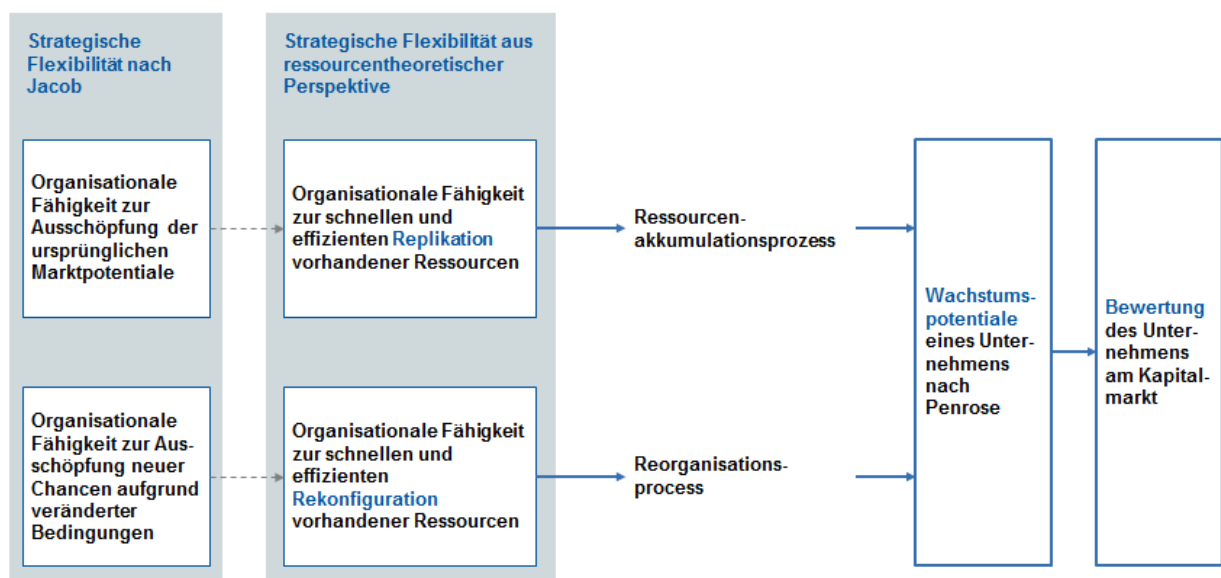 Strategische
Flexibilität nach
Jacob
Strategische Flexibilität aus
ressourcentheoretischer
Perspektive
Organisationale
Fähigkeit zur
Ausschöpfung der
ursprünglichen
Marktpotentiale
Organisationale Fähigkeit
zur schnellen und
effizienten Replikation
vorhandener Ressourcen
Ressourcen-
akkumulationsprozess
Organisationale
Fähigkeit zur Aus-
schöpfung neuer
Chancen aufgrund
veränderter
Bedingungen
Organisationale Fähigkeit
zur schnellen und
effizienten
Rekonfiguration
vorhandener Ressourcen
Reorganisations-
process
Wachstums-
potentiale
eines Unter-
nehmens
nach
Penrose
Bewertung
des Unter-
nehmens
am Kapital-
markt